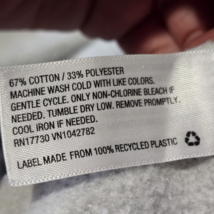 67% COTTON / 33% POLYESTER
MACHINE WASH COLD WITH LIKE COLORS.
GENTLE CYCLE. ONLY NON-CHLORINE BLEACH IF
NEEDED. TUMBLE DRY LOW. REMOVE PROMPTLY.
COOL IRON IF NEEDED.
RN17730 VN1042782
LABEL MADE FROM 100% RECYCLED PLASTIC